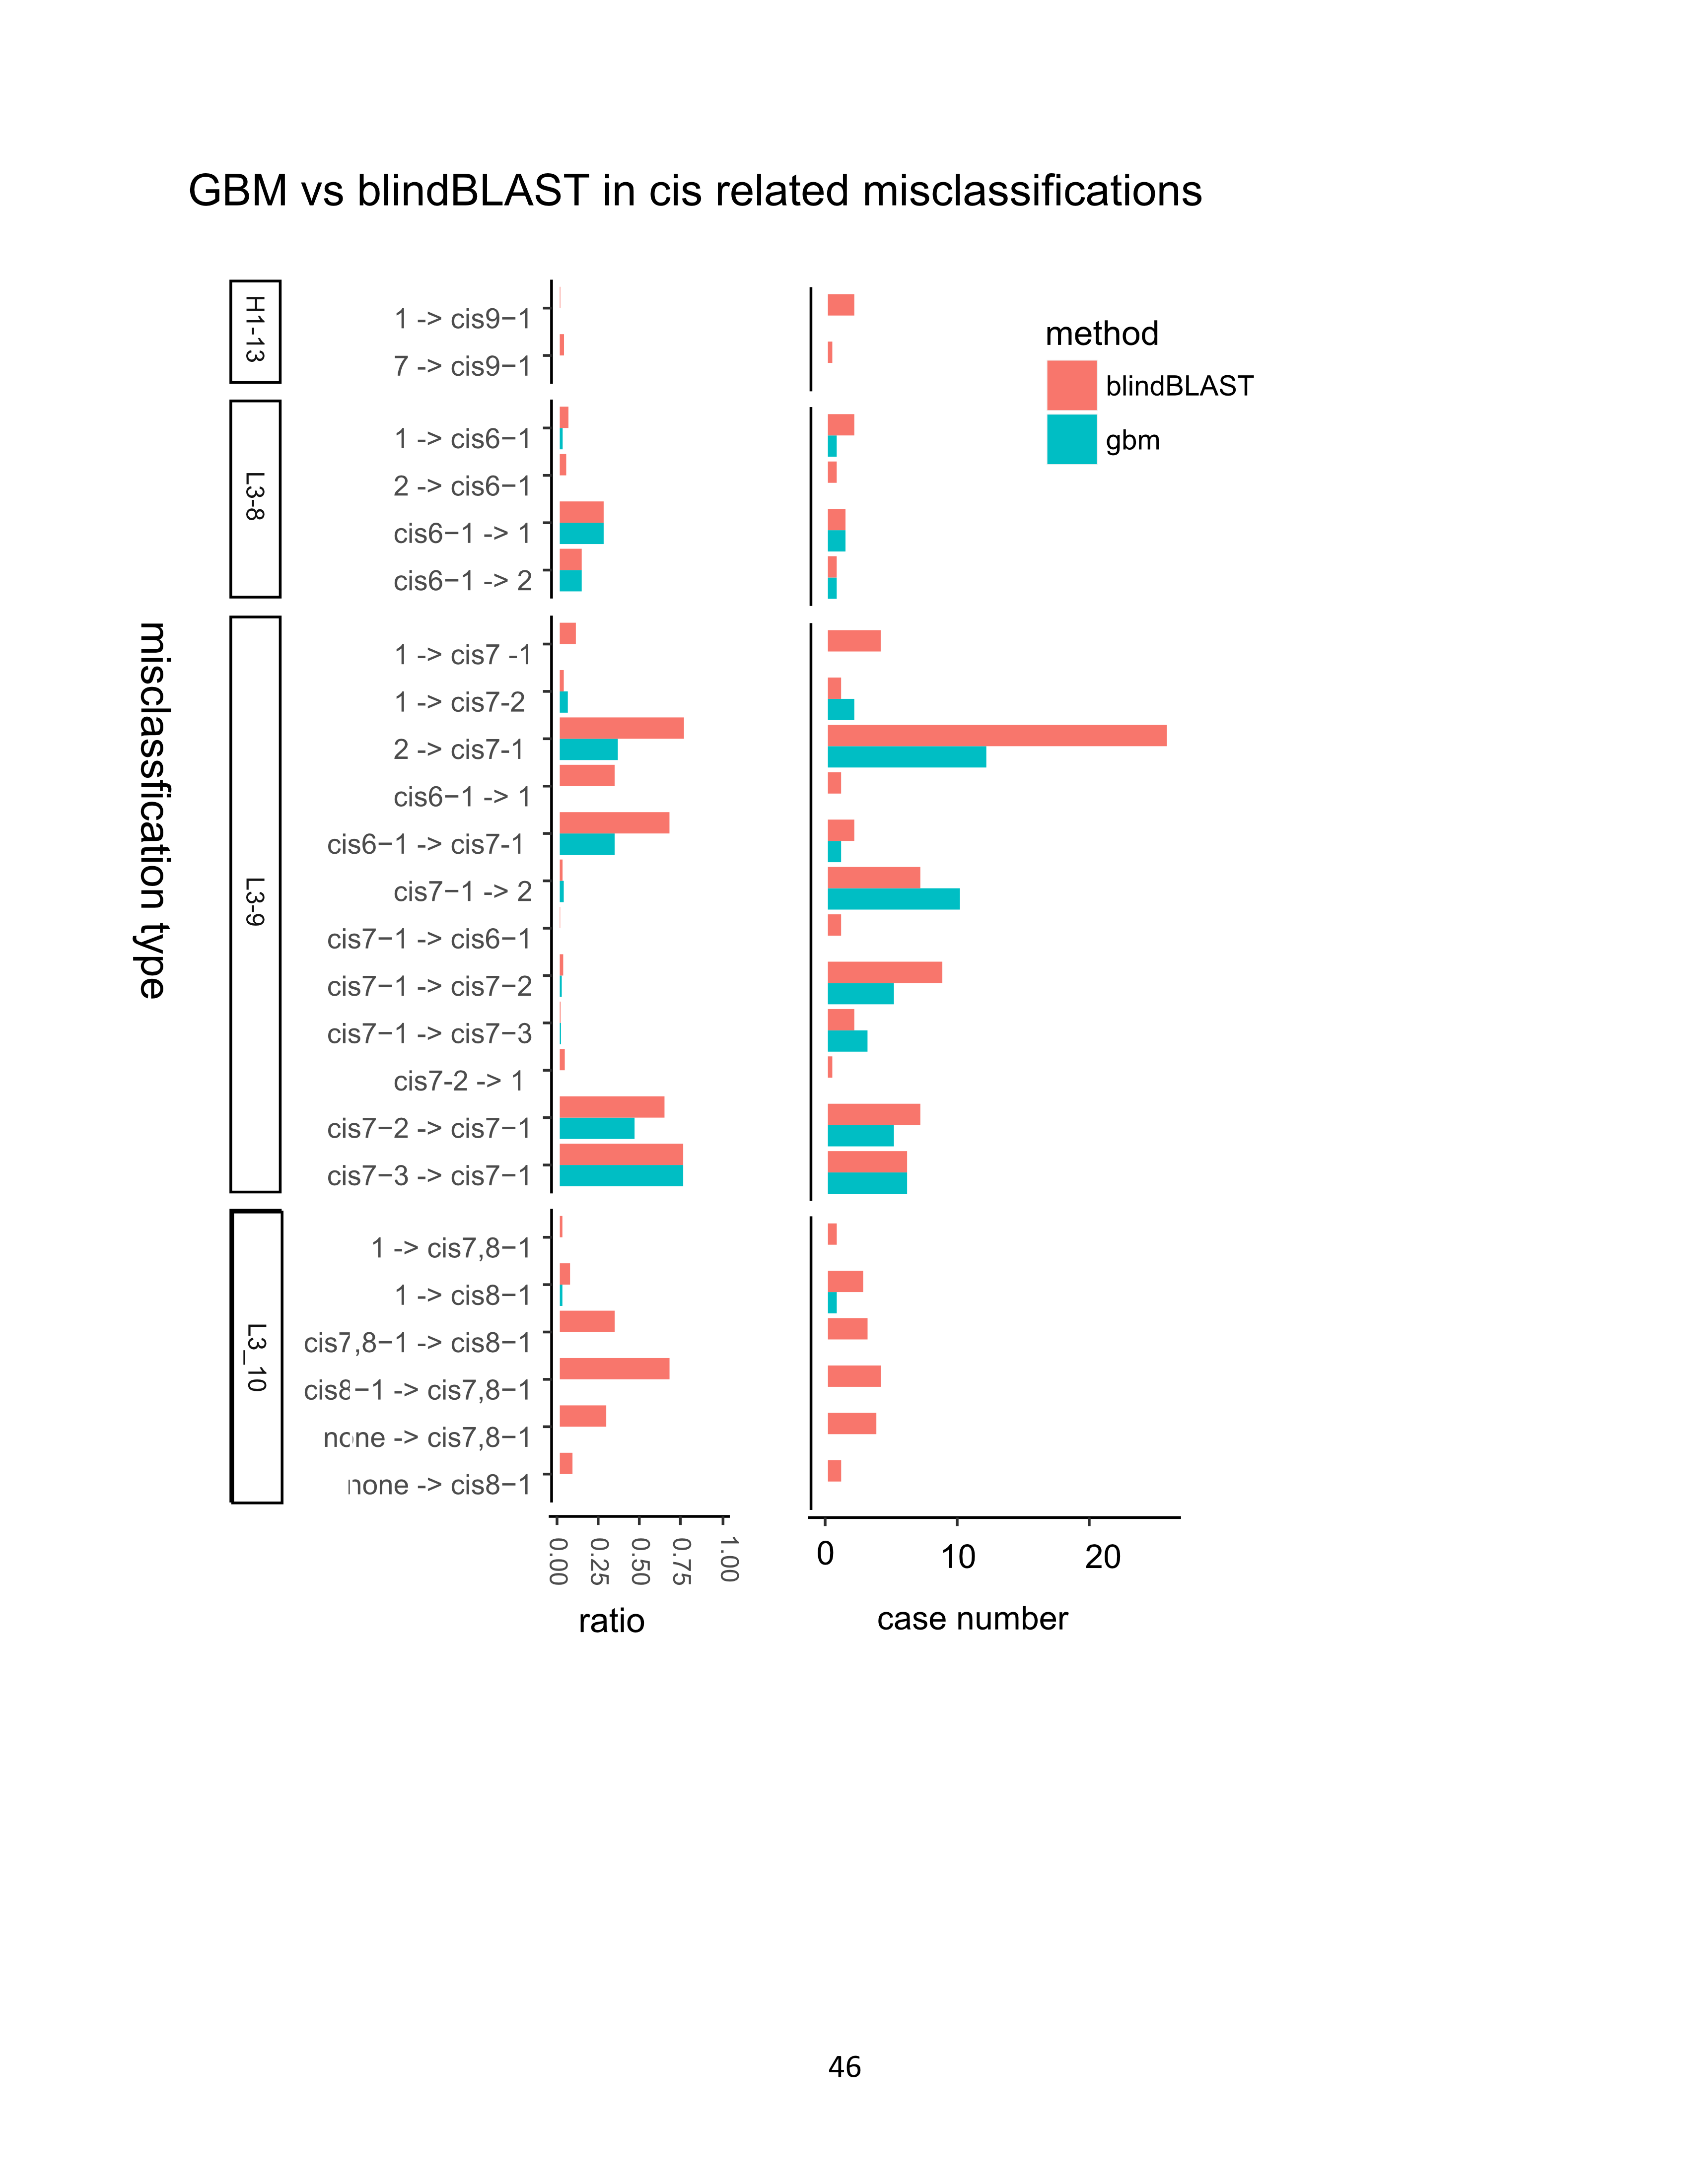 GBM vs blindBLAST in cis related misclassifications
method
blindBLAST
gbm
misclassfication type
H1-13
1 -> cis9−1
7 -> cis9−1
L3-8
1 -> cis6−1
2 -> cis6−1
cis6−1 -> 1
cis6−1 -> 2
L3-9
1 -> cis7 -1
1 -> cis7-2
2 -> cis7-1
cis6−1 -> 1
cis6−1 -> cis7-1
cis7−1 -> 2
cis7−1 -> cis6−1
cis7−1 -> cis7−2
cis7−1 -> cis7−3
cis7-2 -> 1
cis7−2 -> cis7−1
cis7−3 -> cis7−1
L3_10
1 -> cis7,8−1
1 -> cis8−1
cis7,8−1 -> cis8−1
cis8−1 -> cis7,8−1
none -> cis7,8−1
none -> cis8−1
0.00 0.25 0.50 0.75 1.00
0 10 20
ratio
case number
46